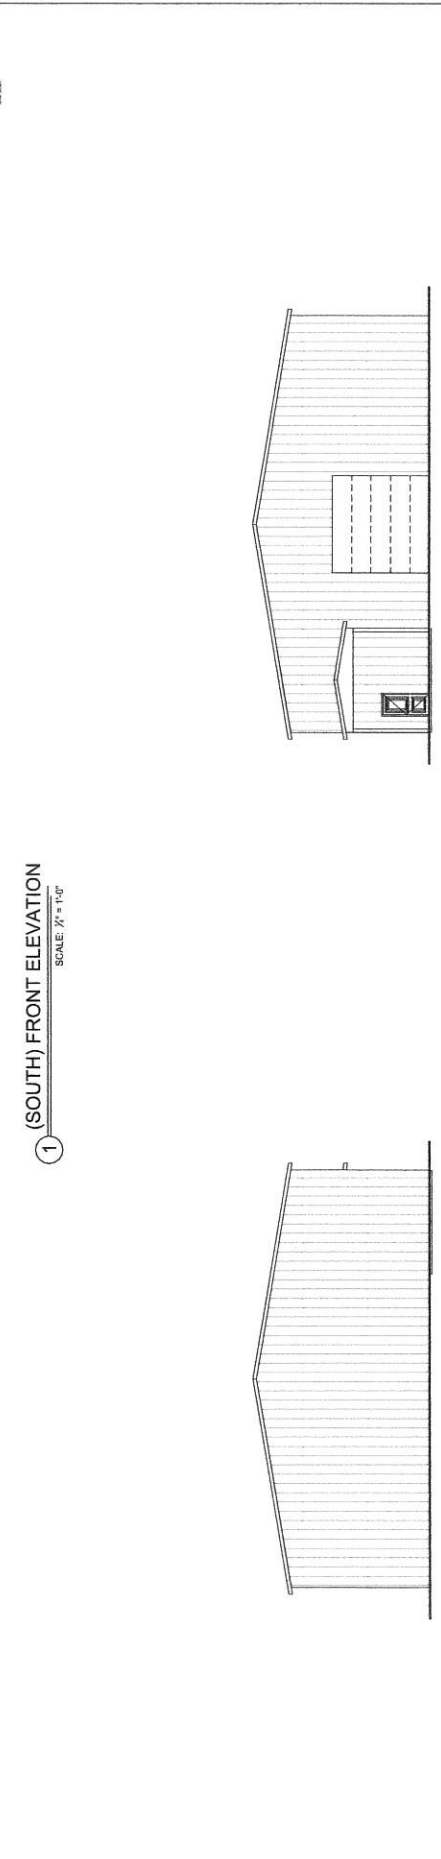 1
(SOUTH) FRONT ELEVATION
SCALE: ¼" = 1'-0"